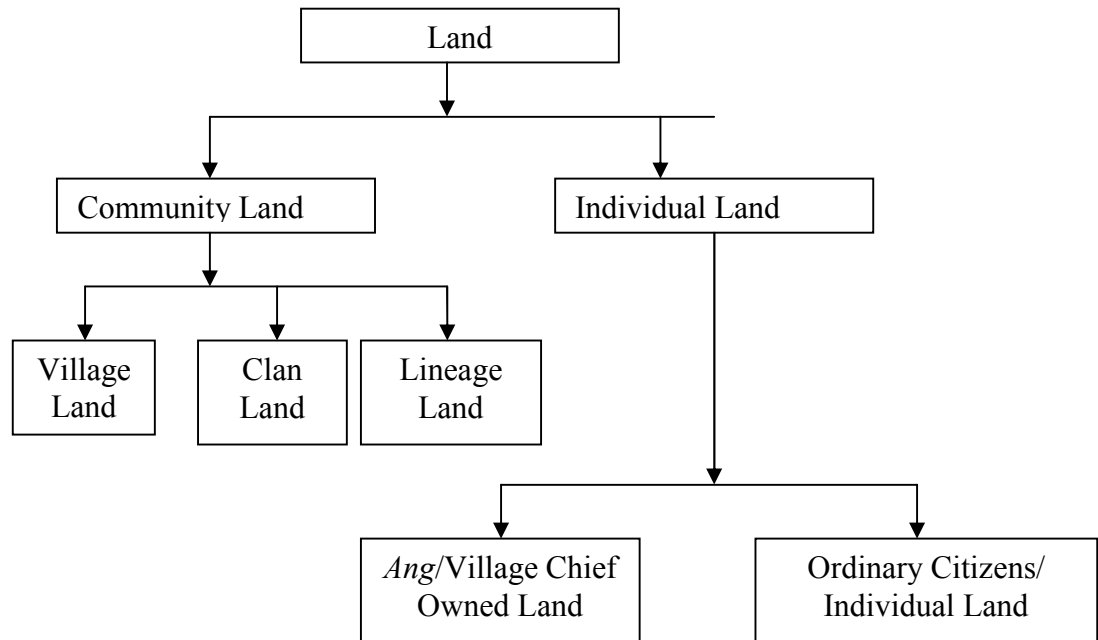 Land
Community Land
Individual Land
Village
Land
Clan
Land
Lineage
Land
Ang/Village Chief
Owned Land
Ordinary Citizens/
Individual Land